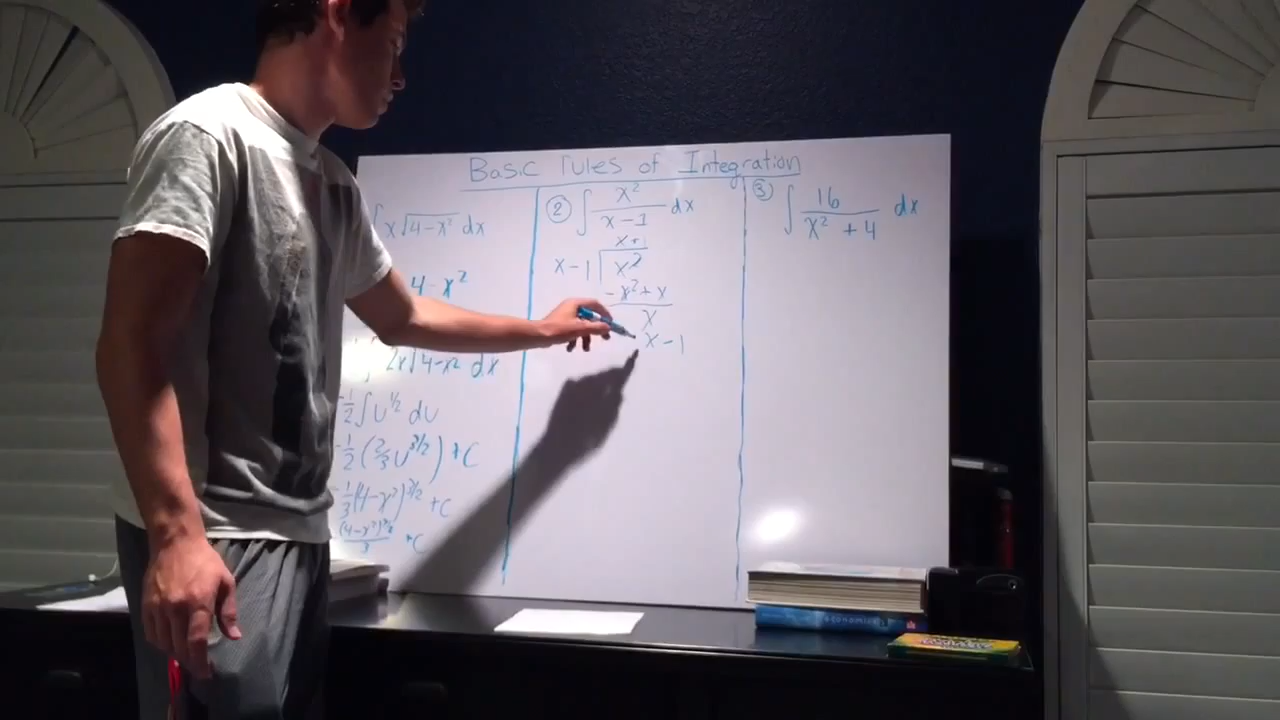 Basic rules of Integration
∫x√4-x² dx
4-x²
2x√4-x² dx
-1/2 ∫ u^1/2 du
-1/2 (2/3 u^3/2) + C
-1/3 (4-x²)^3/2 + C
(4-x²)^3/2 / 3 + C
② ∫ x²/(x-1) dx
x+1
x-1 x²
-x²+x
x
x-1
③ ∫ 16/(x²+4) dx
economics